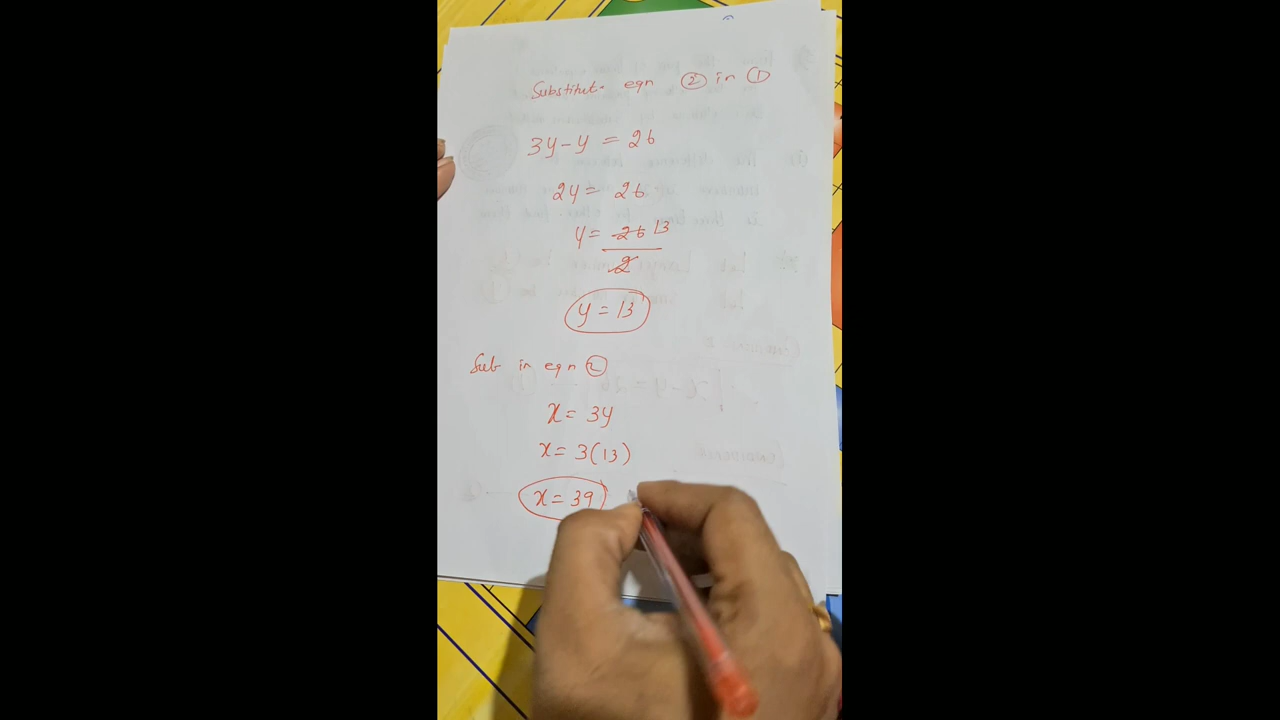 Substitute eqn ② in ①
3y - y = 26
2y = 26
y = 26 13
2
y = 13
Sub in eqn ②
x = 3y
x = 3(13)
x = 39